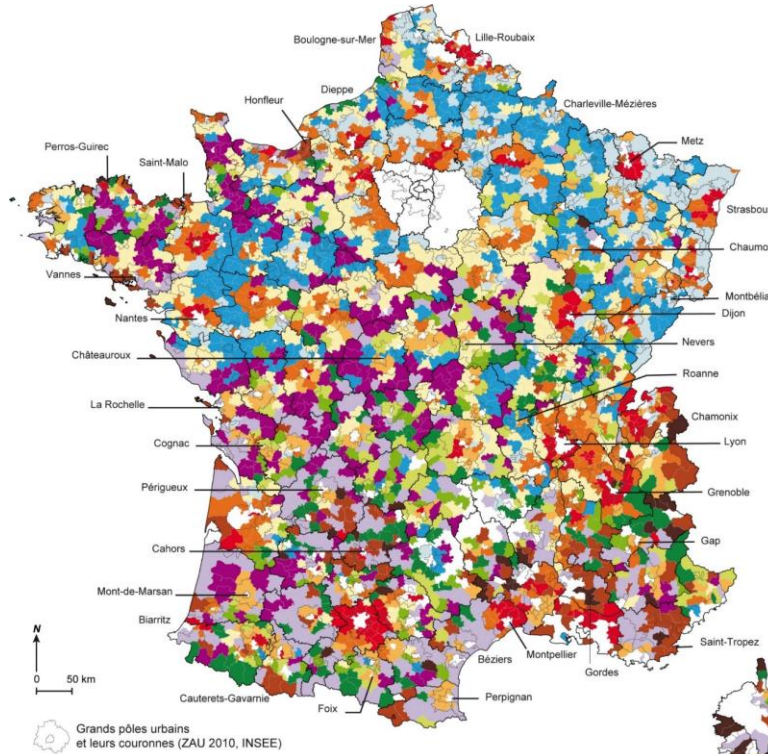 Boulogne-sur-Mer
Lille-Roubaix
Dieppe
Charleville-Mézières
Honfleur
Perros-Guirec
Saint-Malo
Metz
Strasbou
Chaumo
Vannes
Montbélia
Nantes
Dijon
Châteauroux
Nevers
Roanne
La Rochelle
Chamonix
Cognac
Lyon
Périgueux
Grenoble
Cahors
Gap
Mont-de-Marsan
Biarritz
N
0 50 km
Saint-Tropez
Béziers
Montpellier
Gordes
Cauterets-Gavarnie
Foix
Perpignan
Grands pôles urbains
et leurs couronnes (ZAU 2010, INSEE)